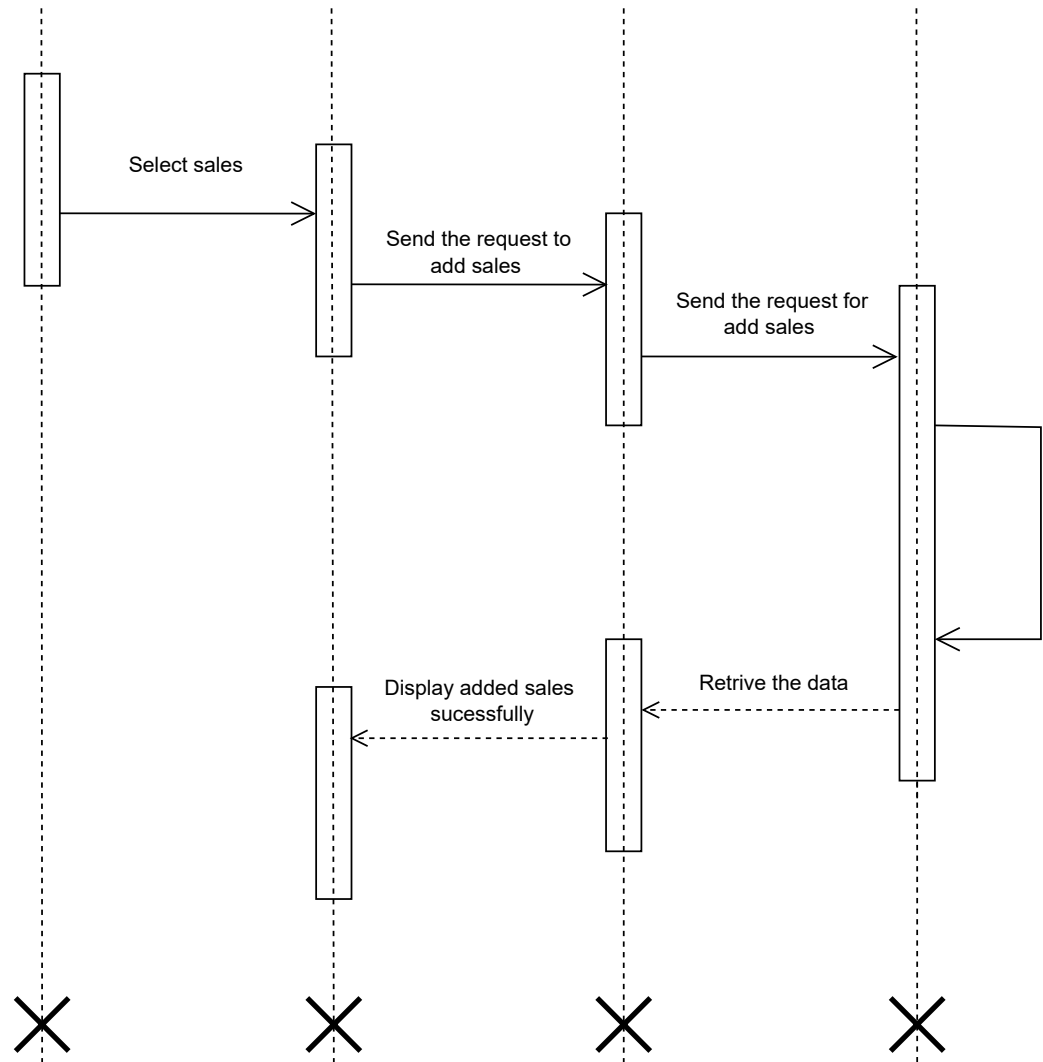 Select sales
Send the request to
add sales
Send the request for
add sales
Retrive the data
Display added sales
sucessfully